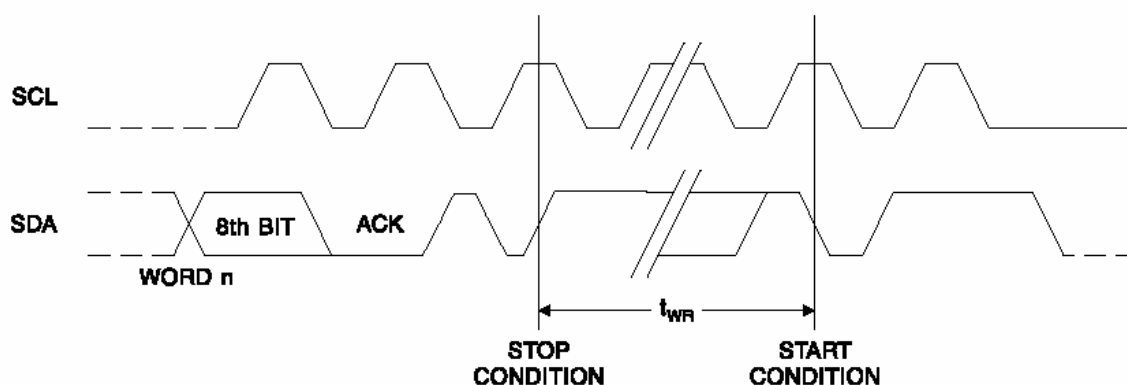 SCL
SDA
8th BIT
ACK
WORD n
tWR
STOP
CONDITION
START
CONDITION